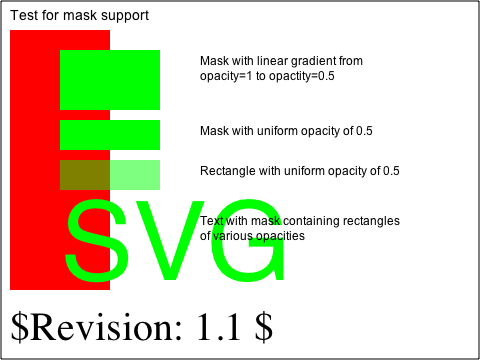 Test for mask support
Mask with linear gradient from
opacity=1 to opactity=0.5
Mask with uniform opacity of 0.5
Rectangle with uniform opacity of 0.5
SVG
Text with mask containing rectangles
of various opacities
$Revision: 1.1 $